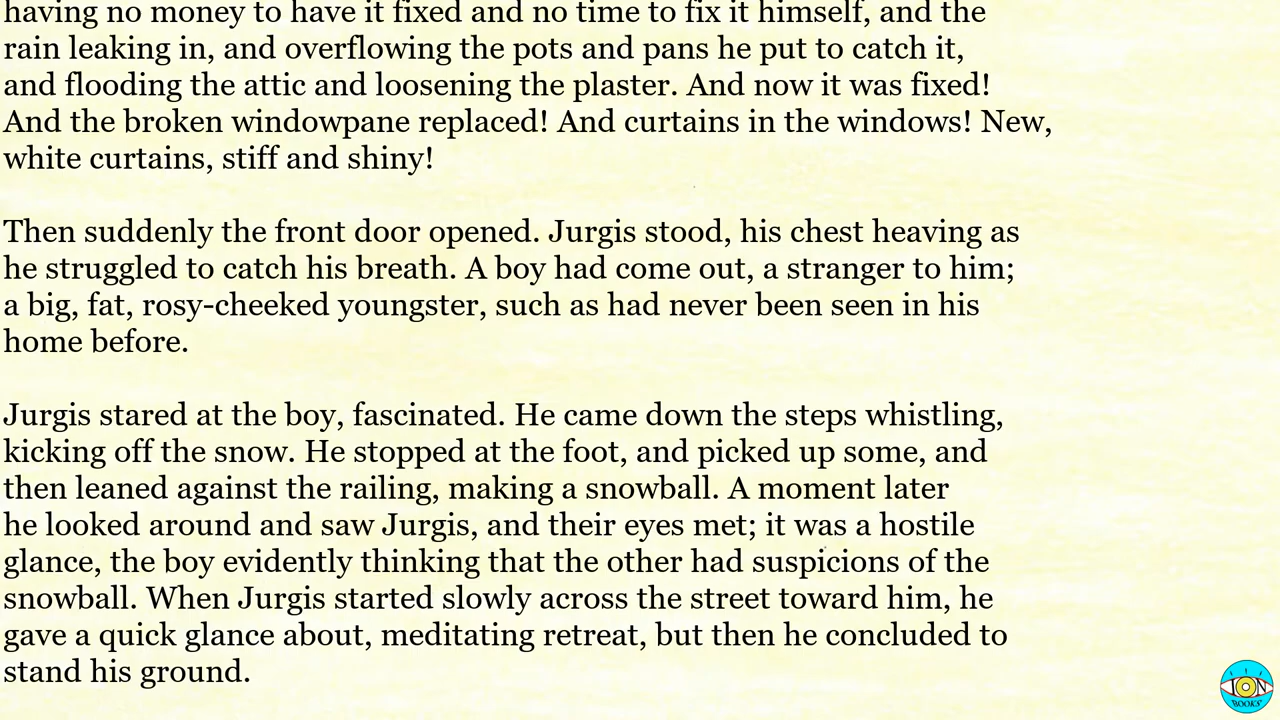 having no money to have it fixed and no time to fix it himself, and the
rain leaking in, and overflowing the pots and pans he put to catch it,
and flooding the attic and loosening the plaster. And now it was fixed!
And the broken windowpane replaced! And curtains in the windows! New,
white curtains, stiff and shiny!
Then suddenly the front door opened. Jurgis stood, his chest heaving as
he struggled to catch his breath. A boy had come out, a stranger to him;
a big, fat, rosy-cheeked youngster, such as had never been seen in his
home before.
Jurgis stared at the boy, fascinated. He came down the steps whistling,
kicking off the snow. He stopped at the foot, and picked up some, and
then leaned against the railing, making a snowball. A moment later
he looked around and saw Jurgis, and their eyes met; it was a hostile
glance, the boy evidently thinking that the other had suspicions of the
snowball. When Jurgis started slowly across the street toward him, he
gave a quick glance about, meditating retreat, but then he concluded to
stand his ground.
ION
BOOKS